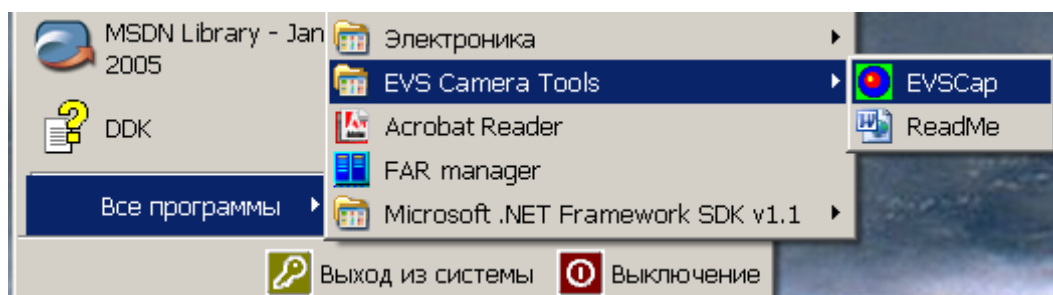 MSDN Library - Jan
2005
DDK
Все программы
Электроника
EVS Camera Tools
Acrobat Reader
FAR manager
Microsoft .NET Framework SDK v1.1
EVSCap
ReadMe
Выход из системы
Выключение